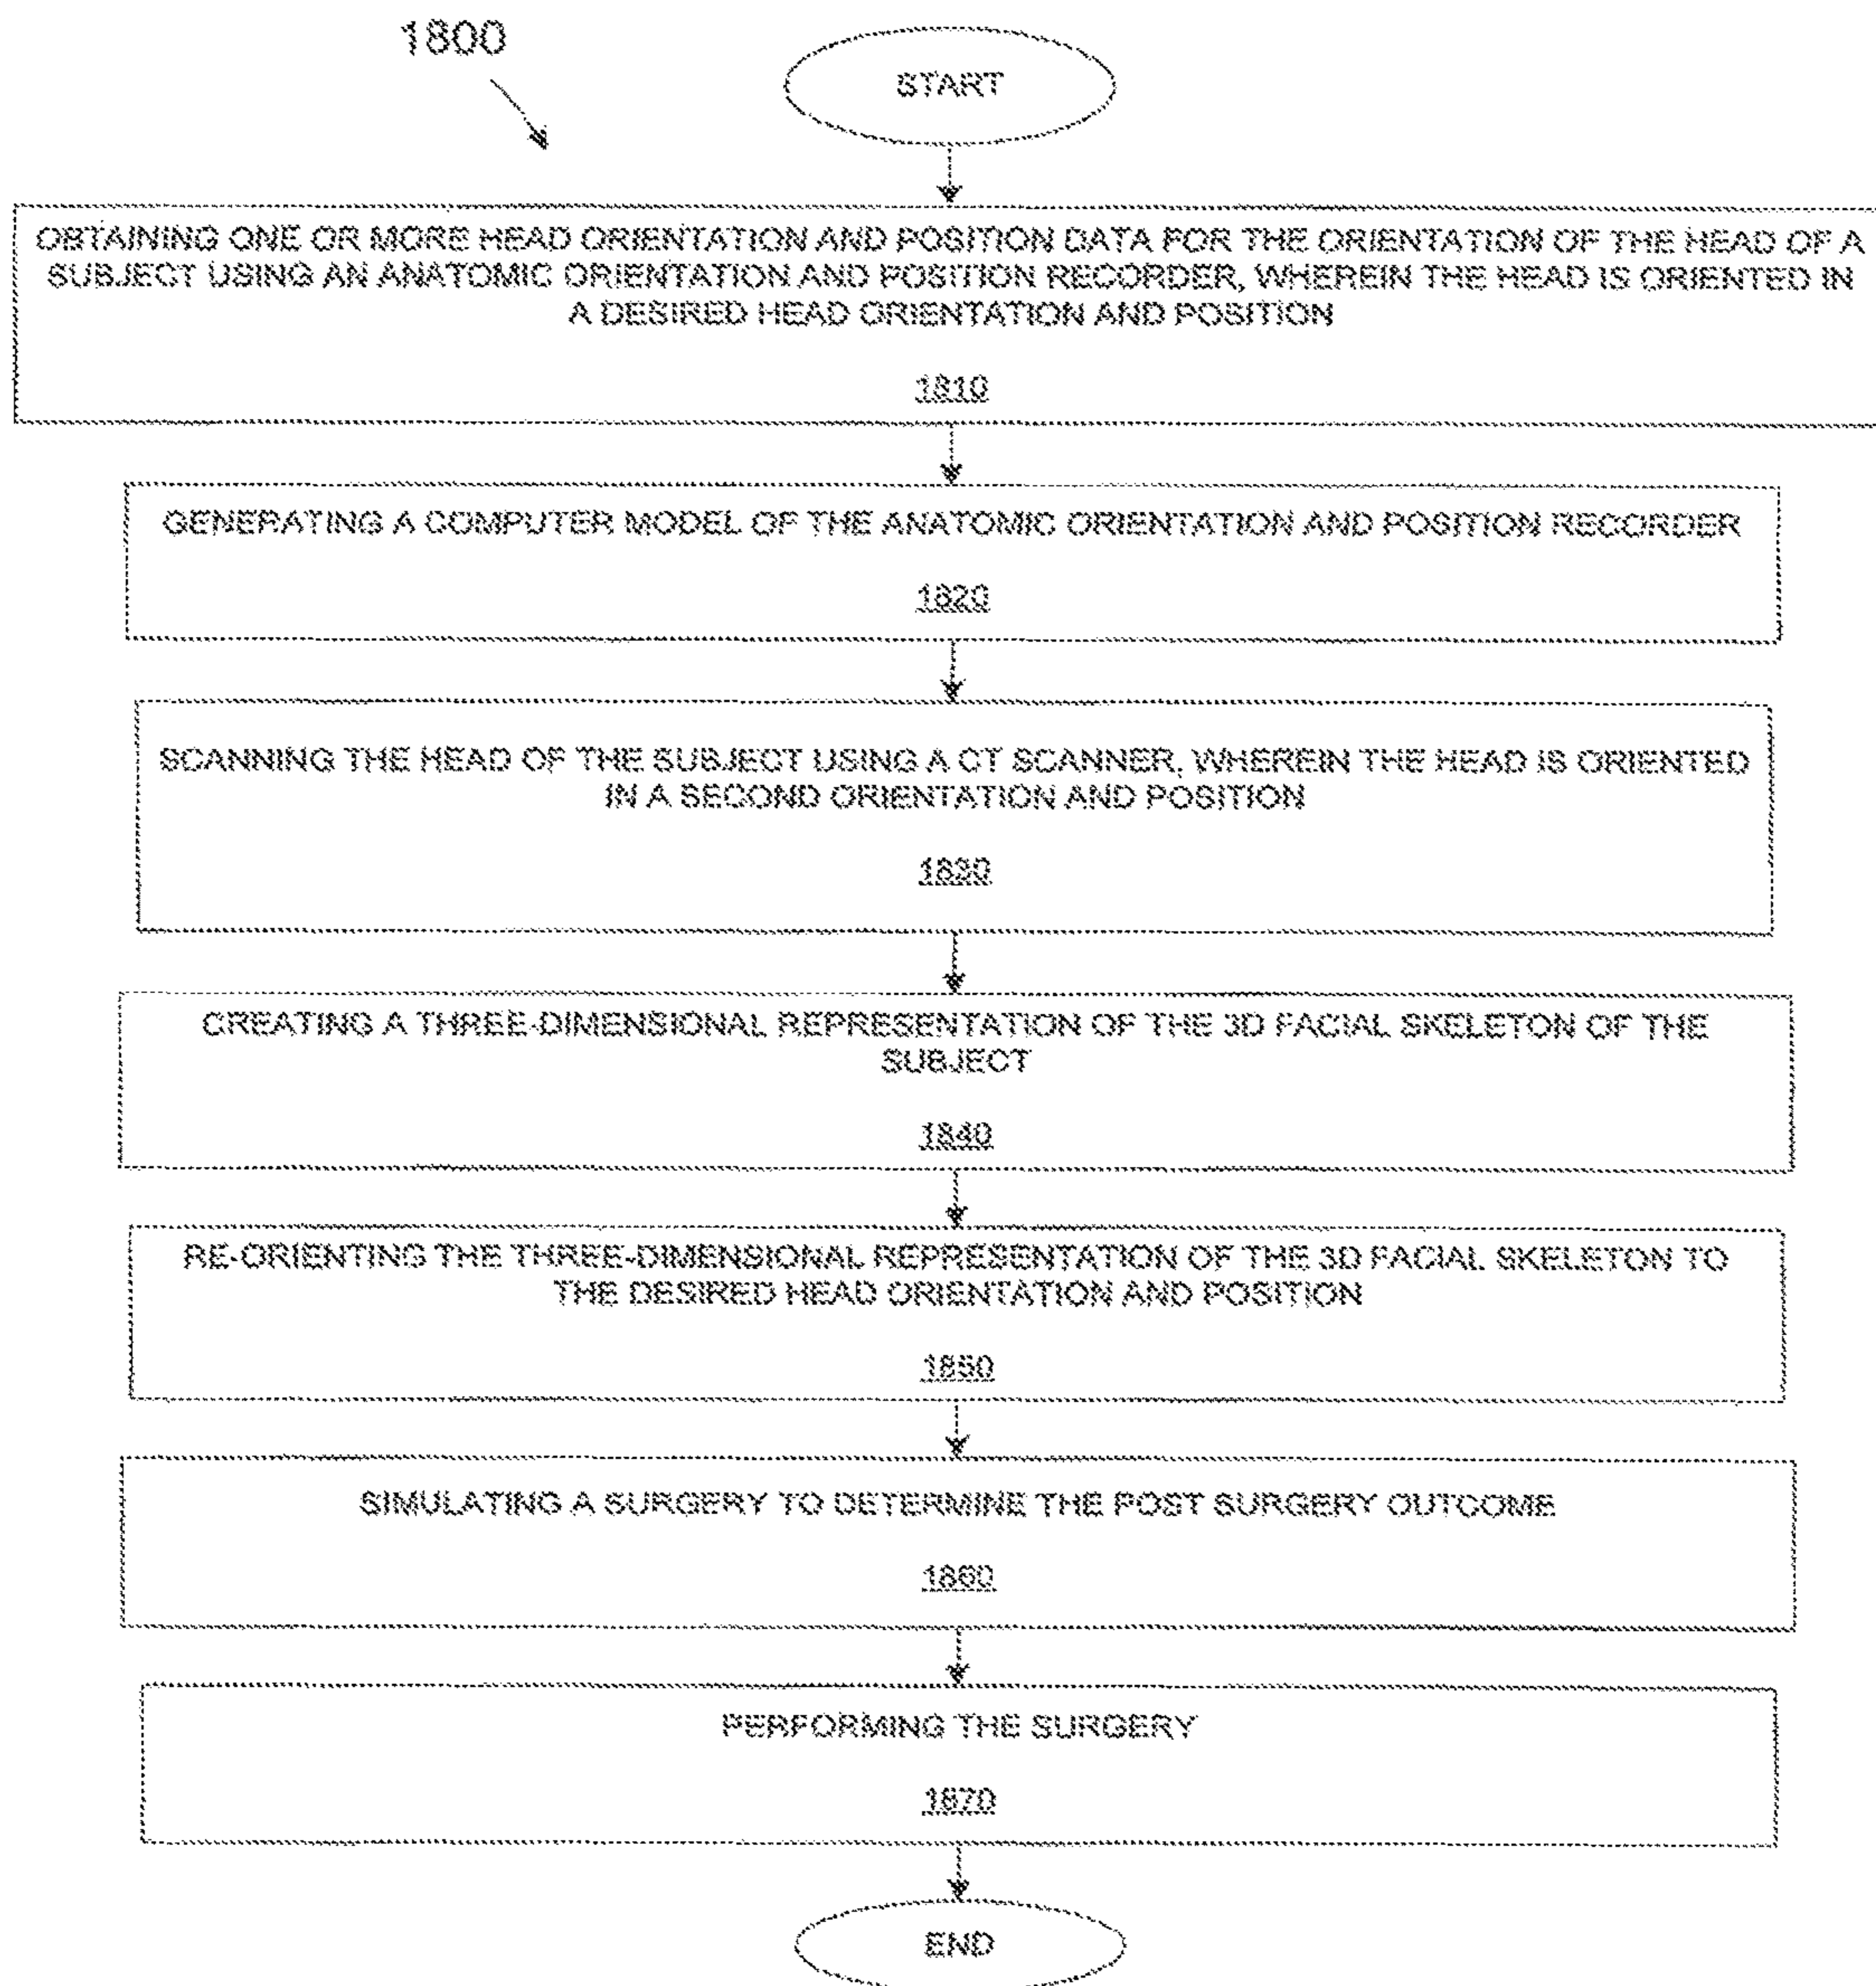 1800
START
OBTAINING ONE OR MORE HEAD ORIENTATION AND POSITION DATA FOR THE ORIENTATION OF THE HEAD OF A
SUBJECT USING AN ANATOMIC ORIENTATION AND POSITION RECORDER, WHEREIN THE HEAD IS ORIENTED IN
A DESIRED HEAD ORIENTATION AND POSITION
1810
GENERATING A COMPUTER MODEL OF THE ANATOMIC ORIENTATION AND POSITION RECORDER
1820
SCANNING THE HEAD OF THE SUBJECT USING A CT SCANNER, WHEREIN THE HEAD IS ORIENTED
IN A SECOND ORIENTATION AND POSITION
1830
CREATING A THREE-DIMENSIONAL REPRESENTATION OF THE 3D FACIAL SKELETON OF THE
SUBJECT
1840
RE-ORIENTING THE THREE-DIMENSIONAL REPRESENTATION OF THE 3D FACIAL SKELETON TO
THE DESIRED HEAD ORIENTATION AND POSITION
1850
SIMULATING A SURGERY TO DETERMINE THE POST SURGERY OUTCOME
1860
PERFORMING THE SURGERY
1870
END